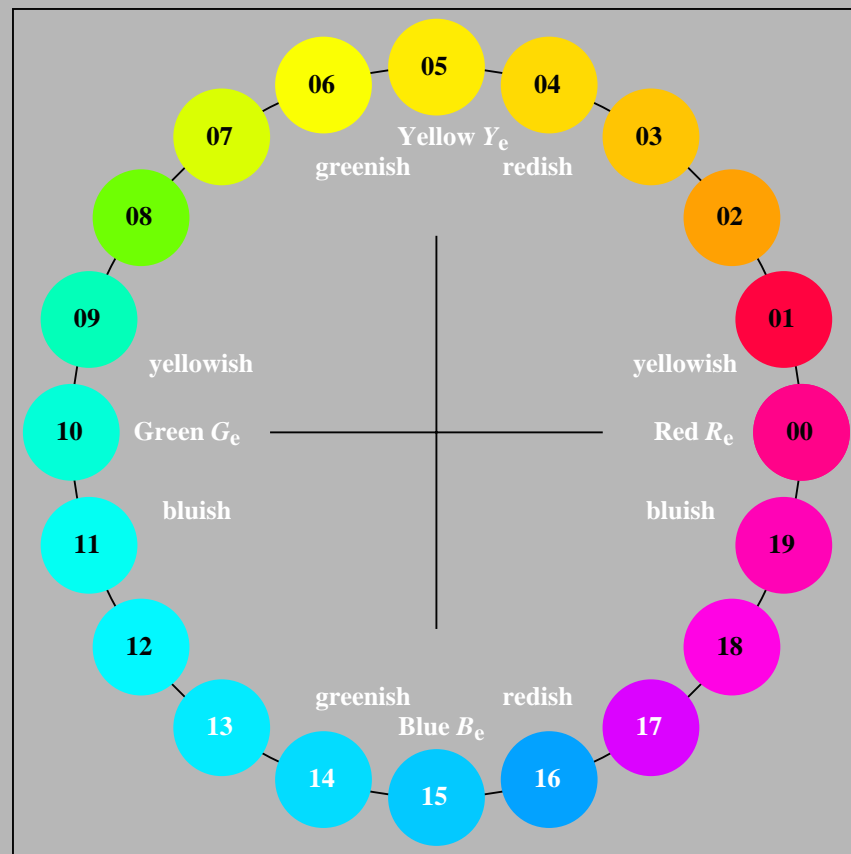 05
06 04
Yellow Ye
07 03
greenish redish
08 02
09 01
yellowish yellowish
10 Green Ge Red Re 00
bluish bluish
11 19
12 18
greenish redish
13 Blue Be 17
14 16
15